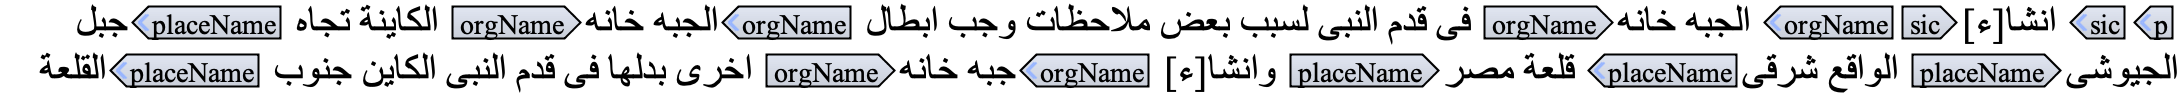 p sic انشا[ء] sic orgName الجبه خانه orgName فى قدم النبى لسبب بعض ملاحظات وجب ابطال orgName الجبه خانه orgName الكاينة تجاه placeName جبل
الجيوشى placeName الواقع شرقى placeName قلعة مصر placeName وانشا[ء] orgName جبه خانه orgName اخرى بدلها فى قدم النبى الكاين جنوب placeName القلعة